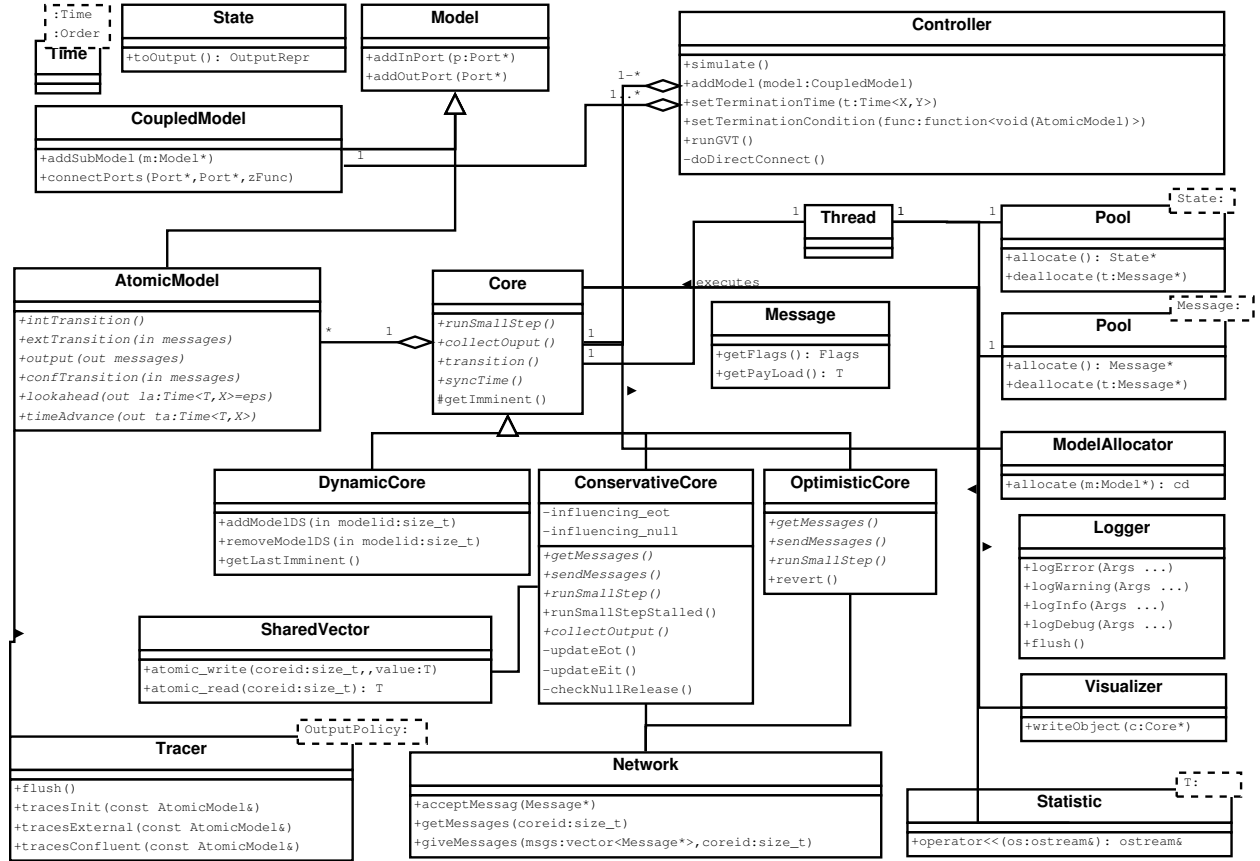 :Time
:Order
Time
State
+toOutput(): OutputRepr
Model
+addInPort(p:Port*)
+addOutPort(Port*)
Controller
+simulate()
+addModel(model:CoupledModel)
+setTerminationTime(t:Time<X,Y>)
+setTerminationCondition(func:function<void(AtomicModel)>)
+runGVT()
-doDirectConnect()
1-*
1..*
CoupledModel
+addSubModel(m:Model*)
+connectPorts(Port*,Port*,zFunc)
1
1
Thread
1
1
State:
Pool
+allocate(): State*
+deallocate(t:Message*)
AtomicModel
+intTransition()
+extTransition(in messages)
+output(out messages)
+confTransition(in messages)
+lookahead(out la:Time<T,X>=eps)
+timeAdvance(out ta:Time<T,X>)
*
1
Core
+runSmallStep()
+collectOuput()
+transition()
+syncTime()
#getImminent()
1
1
executes
Message
+getFlags(): Flags
+getPayLoad(): T
Message:
1
Pool
+allocate(): Message*
+deallocate(t:Message*)
ModelAllocator
+allocate(m:Model*): cd
DynamicCore
+addModelDS(in modelid:size_t)
+removeModelDS(in modelid:size_t)
+getLastImminent()
ConservativeCore
-influencing_eot
-influencing_null
+getMessages()
+sendMessages()
+runSmallStep()
+runSmallStepStalled()
+collectOutput()
-updateEot()
-updateEit()
-checkNullRelease()
OptimisticCore
+getMessages()
+sendMessages()
+runSmallStep()
+revert()
Logger
+logError(Args ...)
+logWarning(Args ...)
+logInfo(Args ...)
+logDebug(Args ...)
+flush()
SharedVector
+atomic_write(coreid:size_t,,value:T)
+atomic_read(coreid:size_t): T
Visualizer
+writeObject(c:Core*)
OutputPolicy:
Tracer
+flush()
+tracesInit(const AtomicModel&)
+tracesExternal(const AtomicModel&)
+tracesConfluent(const AtomicModel&)
Network
+acceptMessag(Message*)
+getMessages(coreid:size_t)
+giveMessages(msgs:vector<Message*>,coreid:size_t)
T:
Statistic
+operator<<(os:ostream&): ostream&